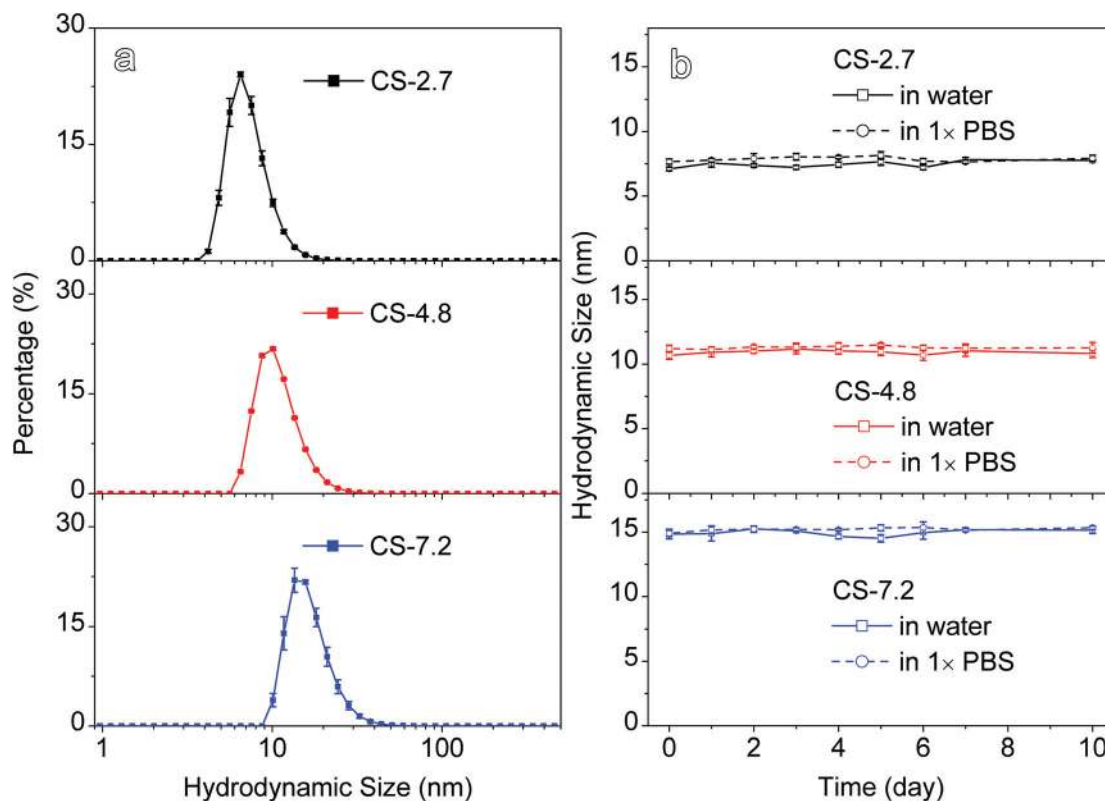 a
CS-2.7
CS-4.8
CS-7.2
30
15
0
30
15
0
30
15
0
Percentage (%)
1
10
100
Hydrodynamic Size (nm)
b
CS-2.7
in water
in 1× PBS
CS-4.8
in water
in 1× PBS
CS-7.2
in water
in 1× PBS
15
10
5
0
15
10
5
0
15
10
5
0
Hydrodynamic Size (nm)
0
2
4
6
8
10
Time (day)